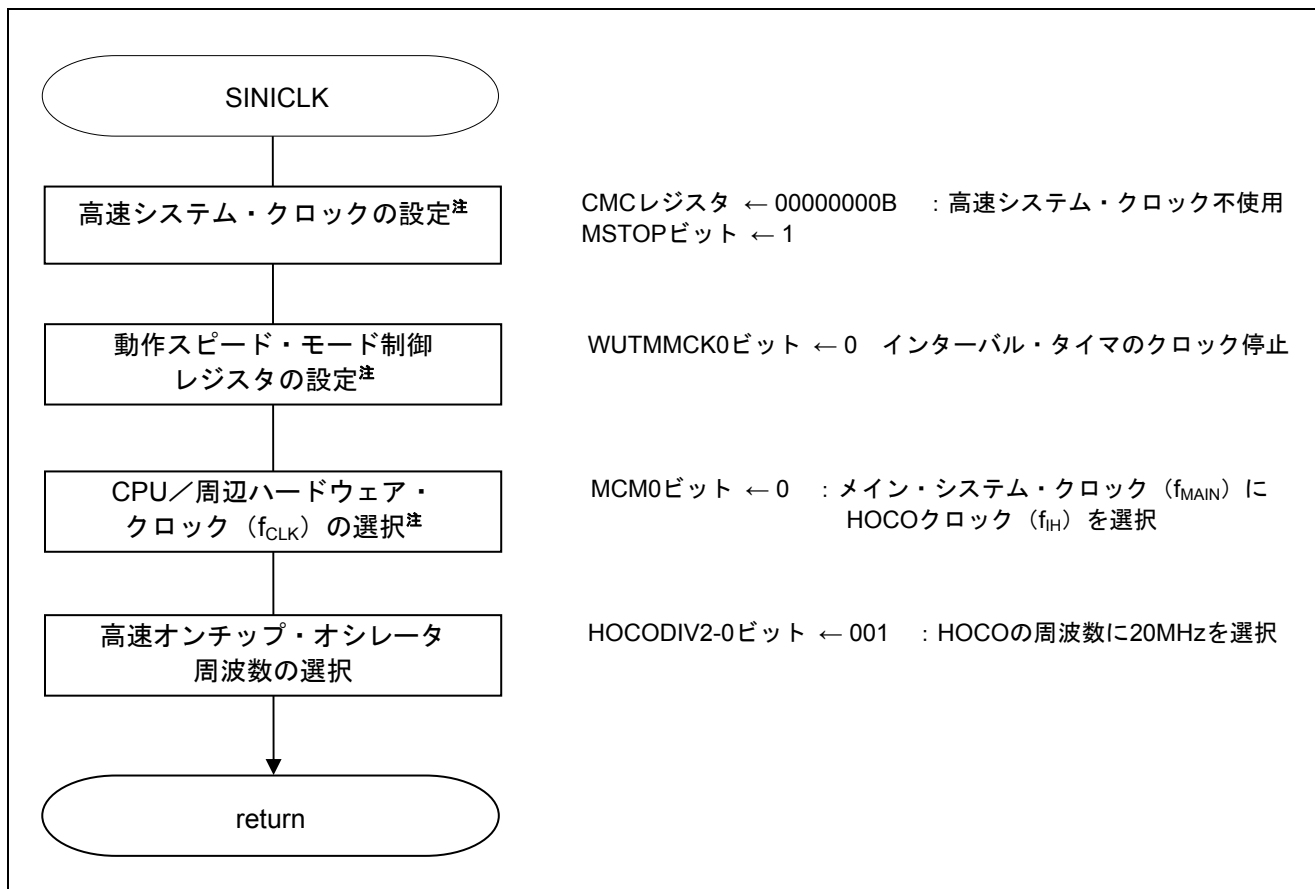 SINICLK
高速システム・クロックの設定注
CMCレジスタ ← 00000000B ：高速システム・クロック不使用
MSTOPビット ← 1
動作スピード・モード制御
レジスタの設定注
WUTMMCK0ビット ← 0 インターバル・タイマのクロック停止
CPU／周辺ハードウェア・
クロック（fCLK）の選択注
MCM0ビット ← 0 ：メイン・システム・クロック（fMAIN）に
HOCOクロック（fIH）を選択
高速オンチップ・オシレータ
周波数の選択
HOCODIV2-0ビット ← 001 ：HOCOの周波数に20MHzを選択
return